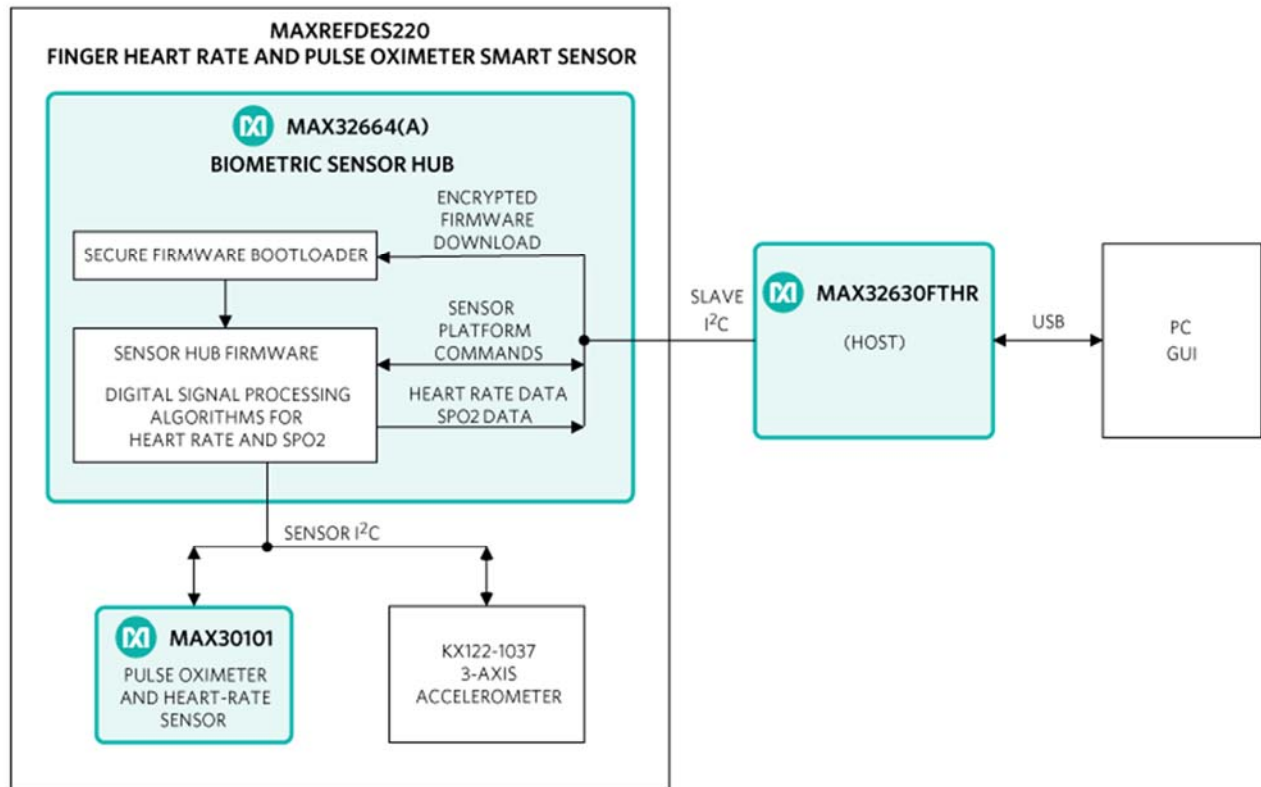 MAXREFDES220
FINGER HEART RATE AND PULSE OXIMETER SMART SENSOR
MAX32664(A)
BIOMETRIC SENSOR HUB
ENCRYPTED
FIRMWARE
DOWNLOAD
SECURE FIRMWARE BOOTLOADER
SENSOR
PLATFORM
COMMANDS
SENSOR HUB FIRMWARE
DIGITAL SIGNAL PROCESSING
ALGORITHMS FOR
HEART RATE AND SPO2
HEART RATE DATA
SPO2 DATA
SLAVE
I²C
MAX32630FTHR
(HOST)
USB
PC
GUI
SENSOR I²C
MAX30101
PULSE OXIMETER
AND HEART-RATE
SENSOR
KX122-1037
3-AXIS
ACCELEROMETER